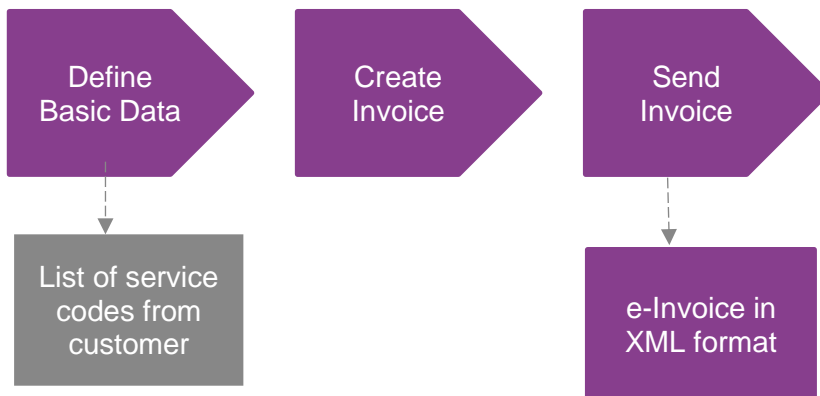 Define
Basic Data
Create
Invoice
Send
Invoice
List of service
codes from
customer
e-Invoice in
XML format